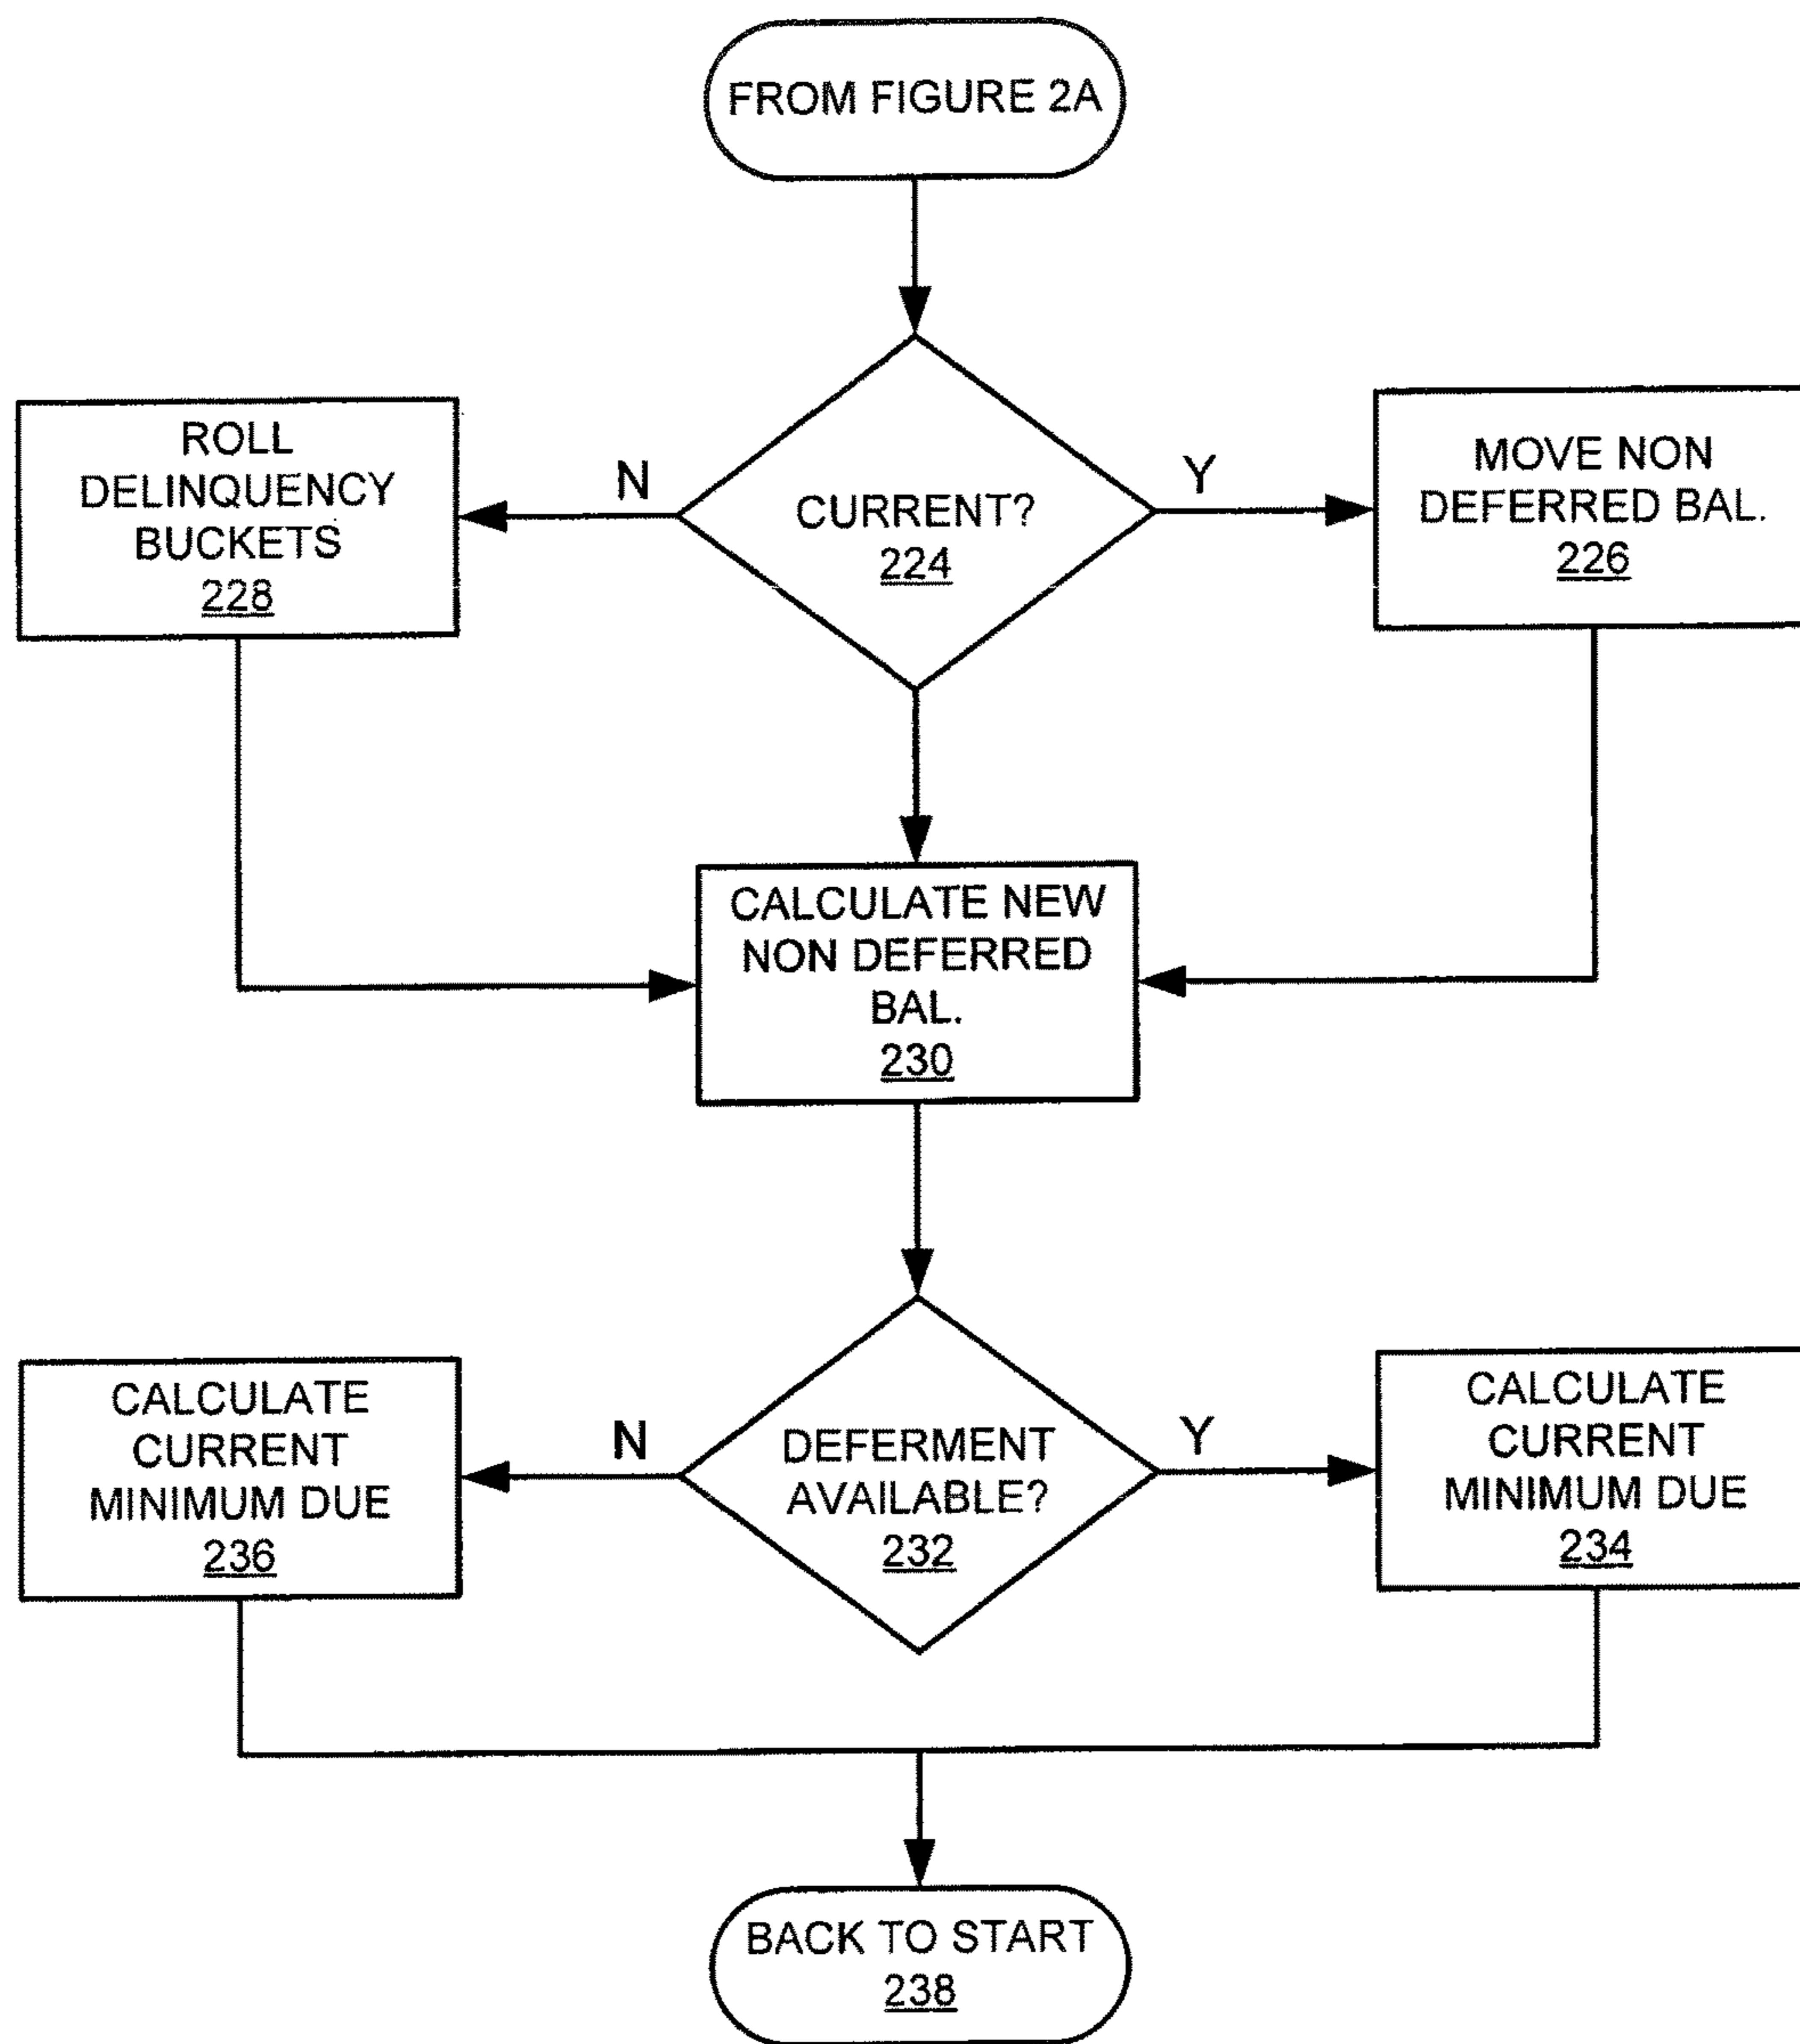 FROM FIGURE 2A
ROLL
DELINQUENCY
BUCKETS
228
N
CURRENT?
224
Y
MOVE NON
DEFERRED BAL.
226
CALCULATE NEW
NON DEFERRED
BAL.
230
CALCULATE
CURRENT
MINIMUM DUE
236
N
DEFERMENT
AVAILABLE?
232
Y
CALCULATE
CURRENT
MINIMUM DUE
234
BACK TO START
238